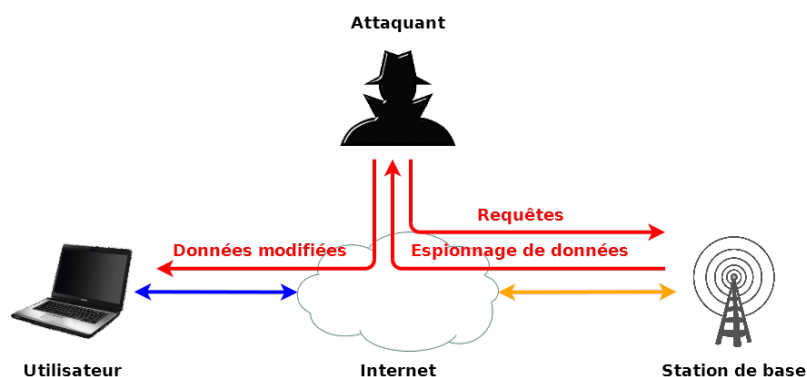 Attaquant
Requêtes
Données modifiées
Espionnage de données
Utilisateur
Internet
Station de base